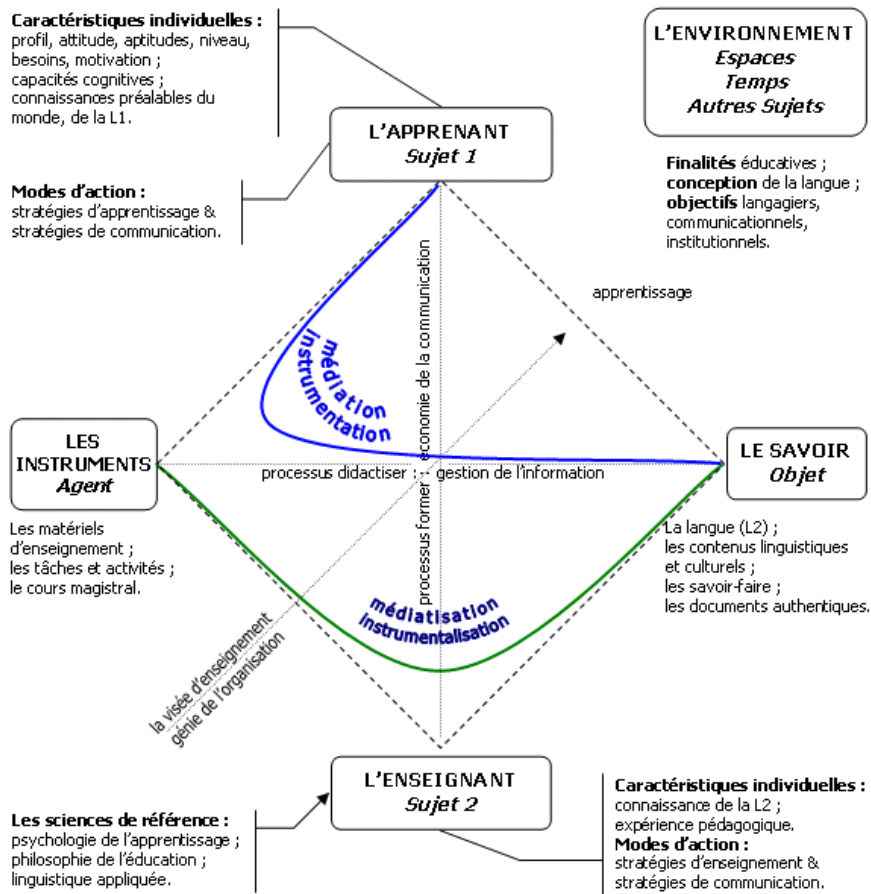 Caractéristiques individuelles :
profil, attitude, aptitudes, niveau,
besoins, motivation ;
capacités cognitives ;
connaissances préalables du
monde, de la L1.
L'APPRENANT
Sujet 1
L'ENVIRONNEMENT
Espaces
Temps
Autres Sujets
Modes d'action :
stratégies d'apprentissage &
stratégies de communication.
Finalités éducatives ;
conception de la langue ;
objectifs langagiers,
communicationnels,
institutionnels.
apprentissage
médiation
instrumentation
processus former - économie de la communication
LES
INSTRUMENTS
Agent
processus didactiser : - gestion de l'information
LE SAVOIR
Objet
Les matériels
d'enseignement ;
les tâches et activités ;
le cours magistral.
La langue (L2) ;
les contenus linguistiques
et culturels ;
les savoir-faire ;
les documents authentiques.
médiatisation
instrumentalisation
la visée d'enseignement
génie de l'organisation
L'ENSEIGNANT
Sujet 2
Les sciences de référence :
psychologie de l'apprentissage ;
philosophie de l'éducation ;
linguistique appliquée.
Caractéristiques individuelles :
connaissance de la L2 ;
expérience pédagogique.
Modes d'action :
stratégies d'enseignement &
stratégies de communication.